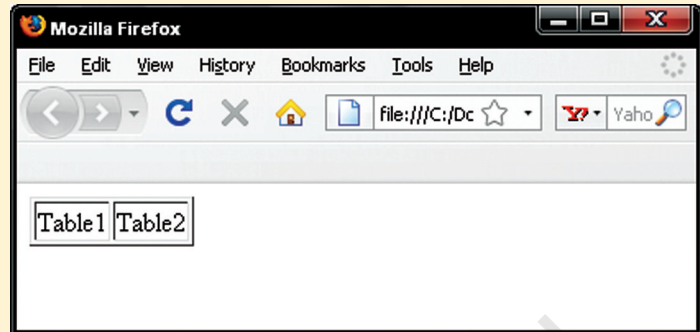 Mozilla Firefox
File Edit View History Bookmarks Tools Help
file:///C:/Dc Y? Yaho
Table1 Table2